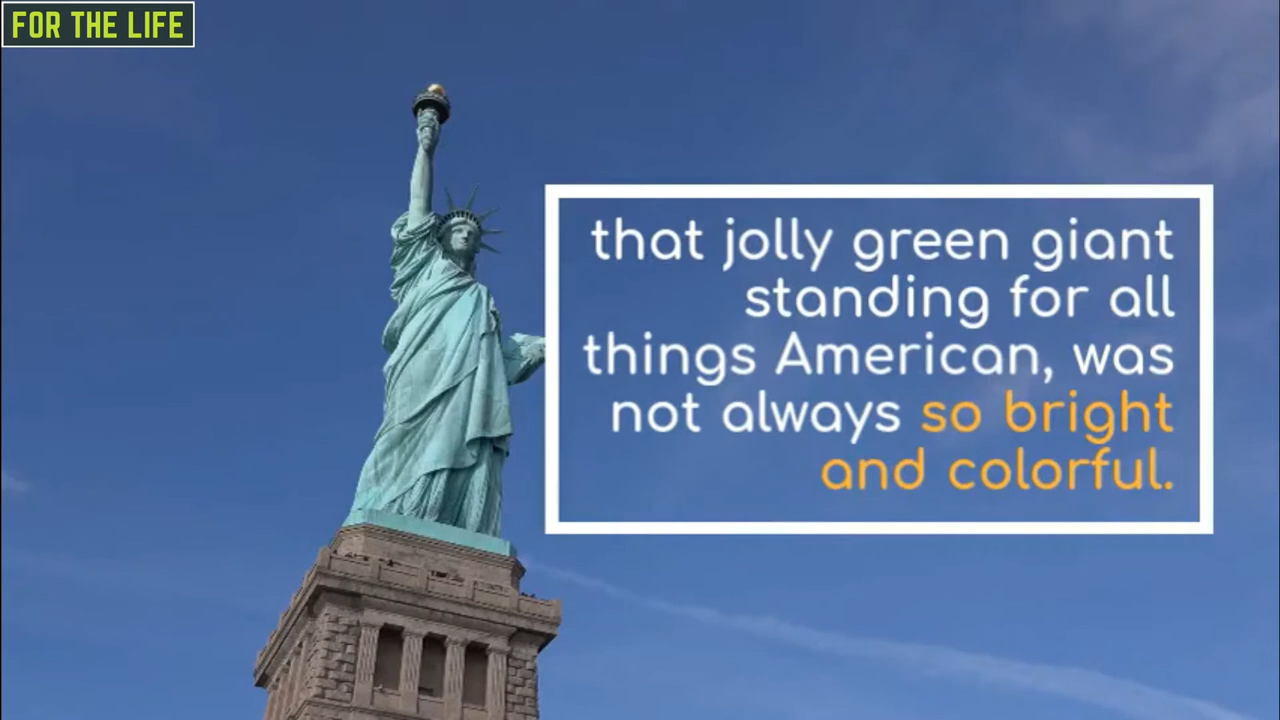 FOR THE LIFE
that jolly green giant
standing for all
things American, was
not always so bright
and colorful.